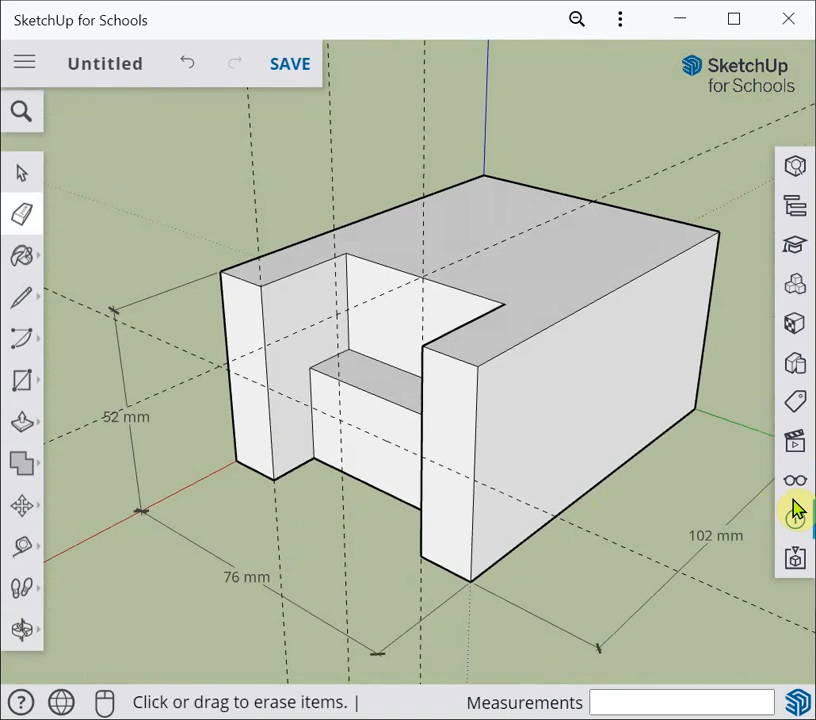 SketchUp for Schools
Untitled
SAVE
SketchUp
for Schools
52 mm
76 mm
102 mm
Click or drag to erase items. |
Measurements